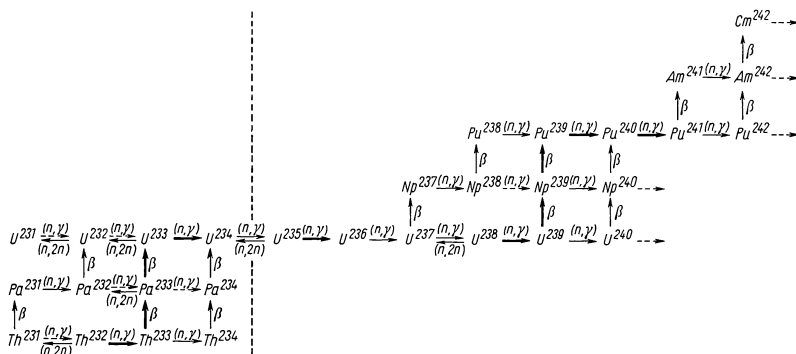 Cm²⁴²
β
Am²⁴¹ (n,γ) Am²⁴²
β β
Pu²³⁸ (n,γ) Pu²³⁹ (n,γ) Pu²⁴⁰ (n,γ) Pu²⁴¹ (n,γ) Pu²⁴²
β β β
Np²³⁷ (n,γ) Np²³⁸ (n,γ) Np²³⁹ (n,γ) Np²⁴⁰
β β β
U²³¹ (n,γ) (n,2n) U²³² (n,γ) (n,2n) U²³³ (n,γ) U²³⁴ (n,γ) (n,2n) U²³⁵ (n,γ) U²³⁶ (n,γ) U²³⁷ (n,γ) (n,2n) U²³⁸ (n,γ) U²³⁹ (n,γ) U²⁴⁰
β β β
Pa²³¹ (n,γ) Pa²³² (n,γ) (n,2n) Pa²³³ (n,γ) Pa²³⁴
β β β
Th²³¹ (n,γ) (n,2n) Th²³² (n,γ) Th²³³ (n,γ) Th²³⁴